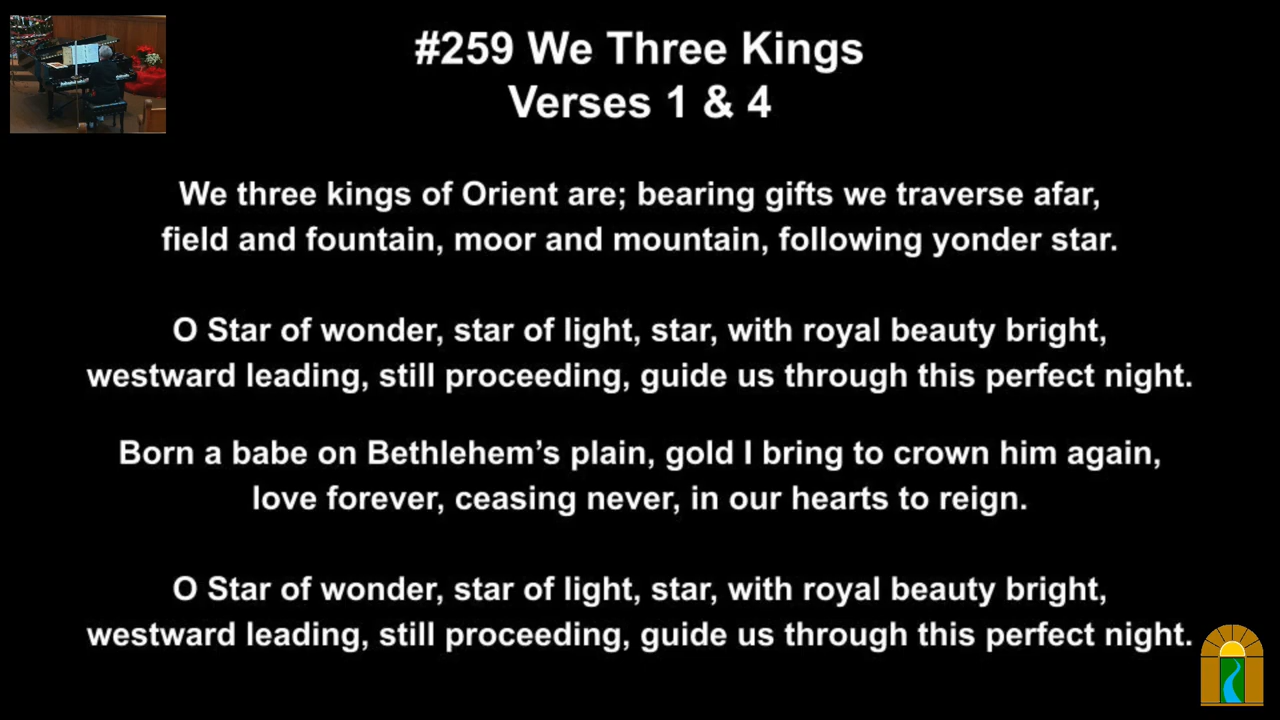 #259 We Three Kings
Verses 1 & 4
We three kings of Orient are; bearing gifts we traverse afar,
field and fountain, moor and mountain, following yonder star.
O Star of wonder, star of light, star, with royal beauty bright,
westward leading, still proceeding, guide us through this perfect night.
Born a babe on Bethlehem’s plain, gold I bring to crown him again,
love forever, ceasing never, in our hearts to reign.
O Star of wonder, star of light, star, with royal beauty bright,
westward leading, still proceeding, guide us through this perfect night.